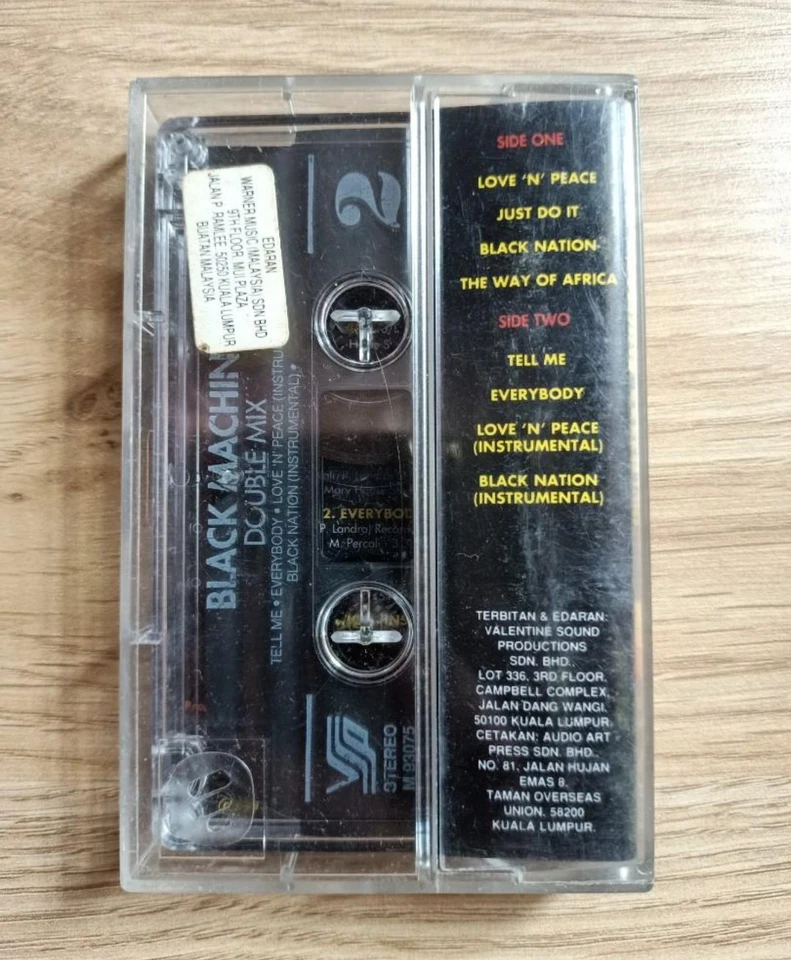 EDARAN
WARNER MUSIC (MALAYSIA) SDN BHD
9TH FLOOR, MUI PLAZA
JALAN P. RAMLEE, 50250 KUALA LUMPUR
BUATAN MALAYSIA
2
BLACK MACHIN
DOUBLE MIX
TELL ME • EVERYBODY • LOVE 'N' PEACE (INSTRU
BLACK NATION (INSTRUMENTAL) •
Mary
2. EVERYBOD
P. Landro/ Record
M. Percali
VSP
STEREO
M 93075
SIDE ONE
LOVE 'N' PEACE
JUST DO IT
BLACK NATION
THE WAY OF AFRICA
SIDE TWO
TELL ME
EVERYBODY
LOVE 'N' PEACE
(INSTRUMENTAL)
BLACK NATION
(INSTRUMENTAL)
TERBITAN & EDARAN:
VALENTINE SOUND
PRODUCTIONS
SDN. BHD.,
LOT 336, 3RD FLOOR,
CAMPBELL COMPLEX,
JALAN DANG WANGI,
50100 KUALA LUMPUR.
CETAKAN: AUDIO ART
PRESS SDN. BHD.
NO. 81, JALAN HUJAN
EMAS 8,
TAMAN OVERSEAS
UNION, 58200
KUALA LUMPUR.